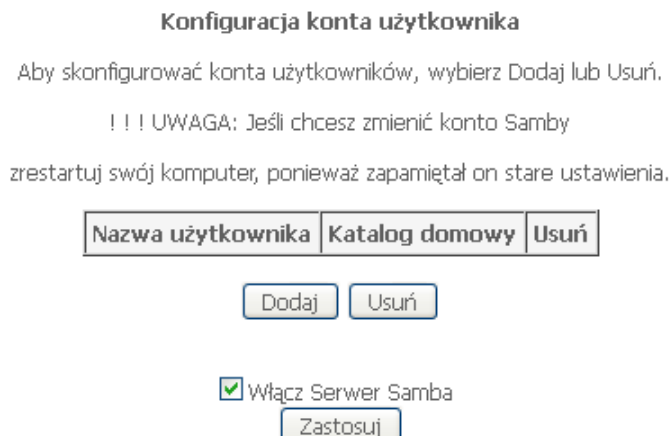 Konfiguracja konta użytkownika
Aby skonfigurować konta użytkowników, wybierz Dodaj lub Usuń.
! ! ! UWAGA: Jeśli chcesz zmienić konto Samby
zrestartuj swój komputer, ponieważ zapamiętał on stare ustawienia.
Nazwa użytkownika Katalog domowy Usuń
Dodaj Usuń
Włącz Serwer Samba
Zastosuj